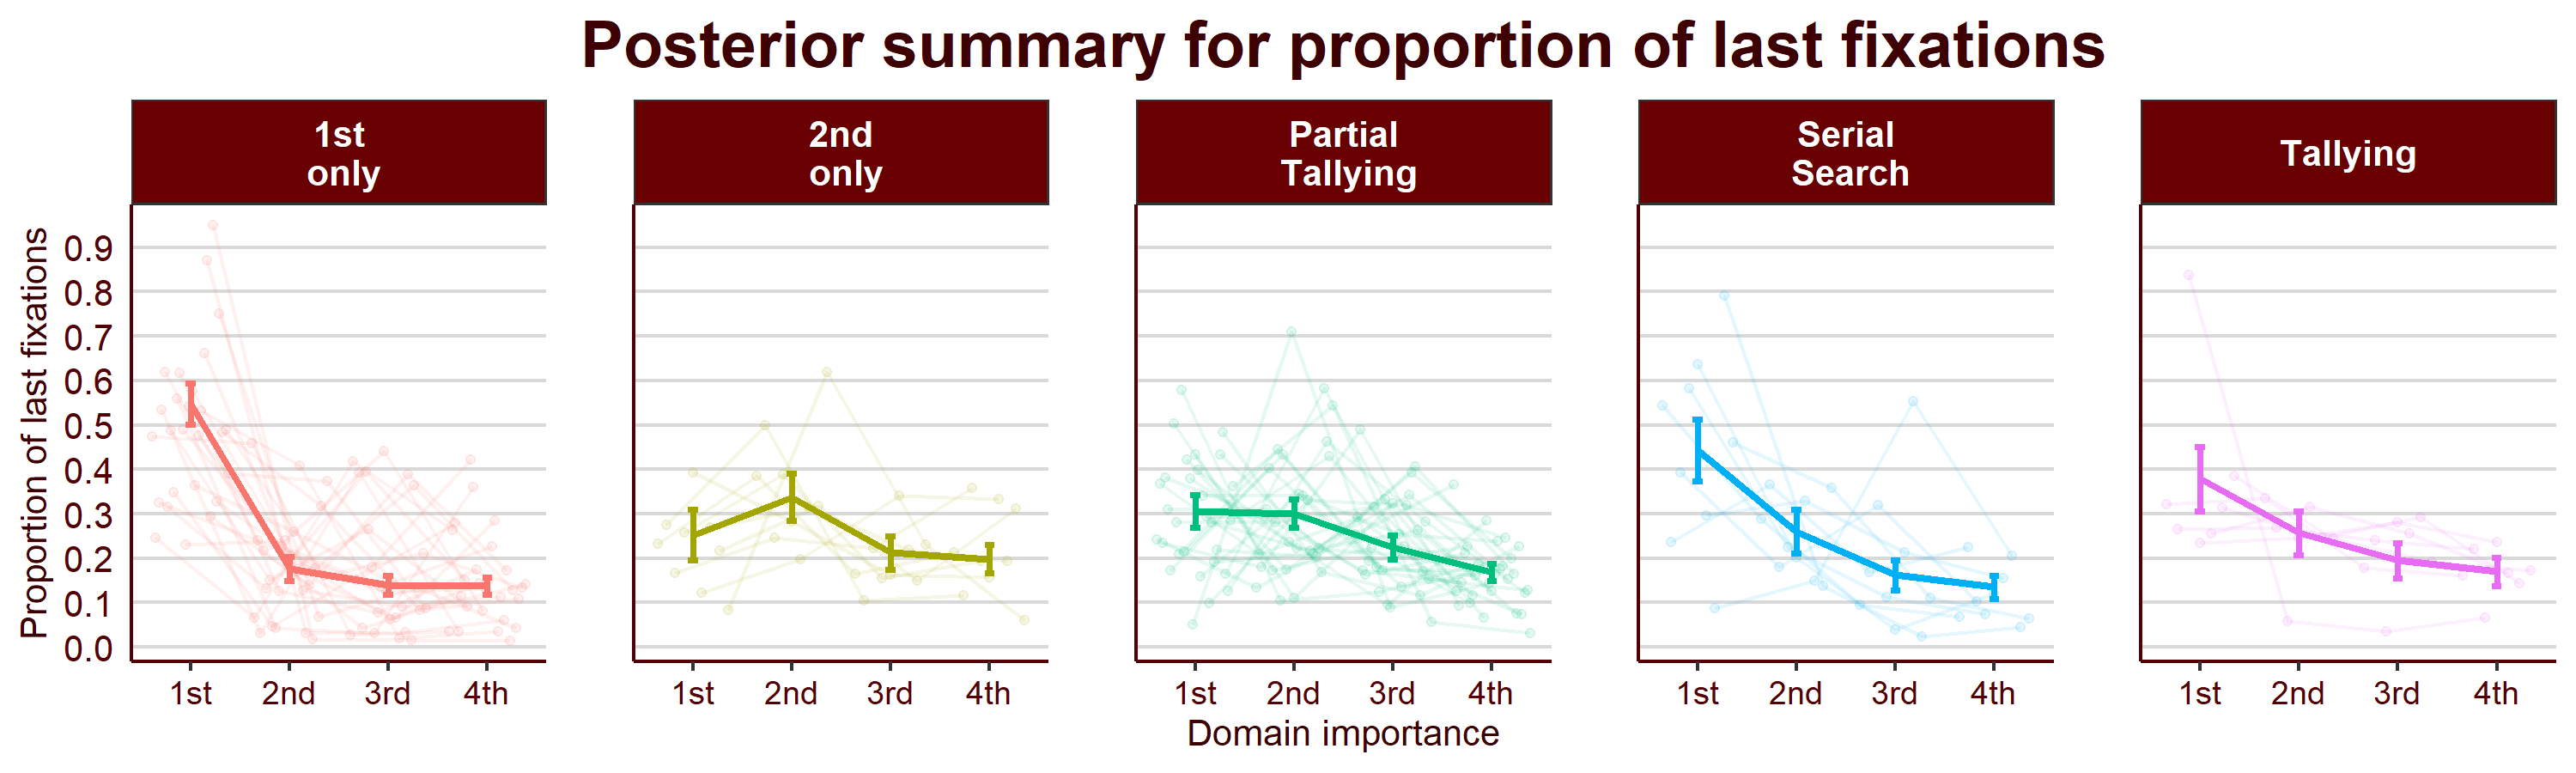 Posterior summary for proportion of last fixations
1st
only
2nd
only
Partial
Tallying
Serial
Search
Tallying
Proportion of last fixations
0.9
0.8
0.7
0.6
0.5
0.4
0.3
0.2
0.1
0.0
1st 2nd 3rd 4th
1st 2nd 3rd 4th
1st 2nd 3rd 4th
1st 2nd 3rd 4th
1st 2nd 3rd 4th
Domain importance